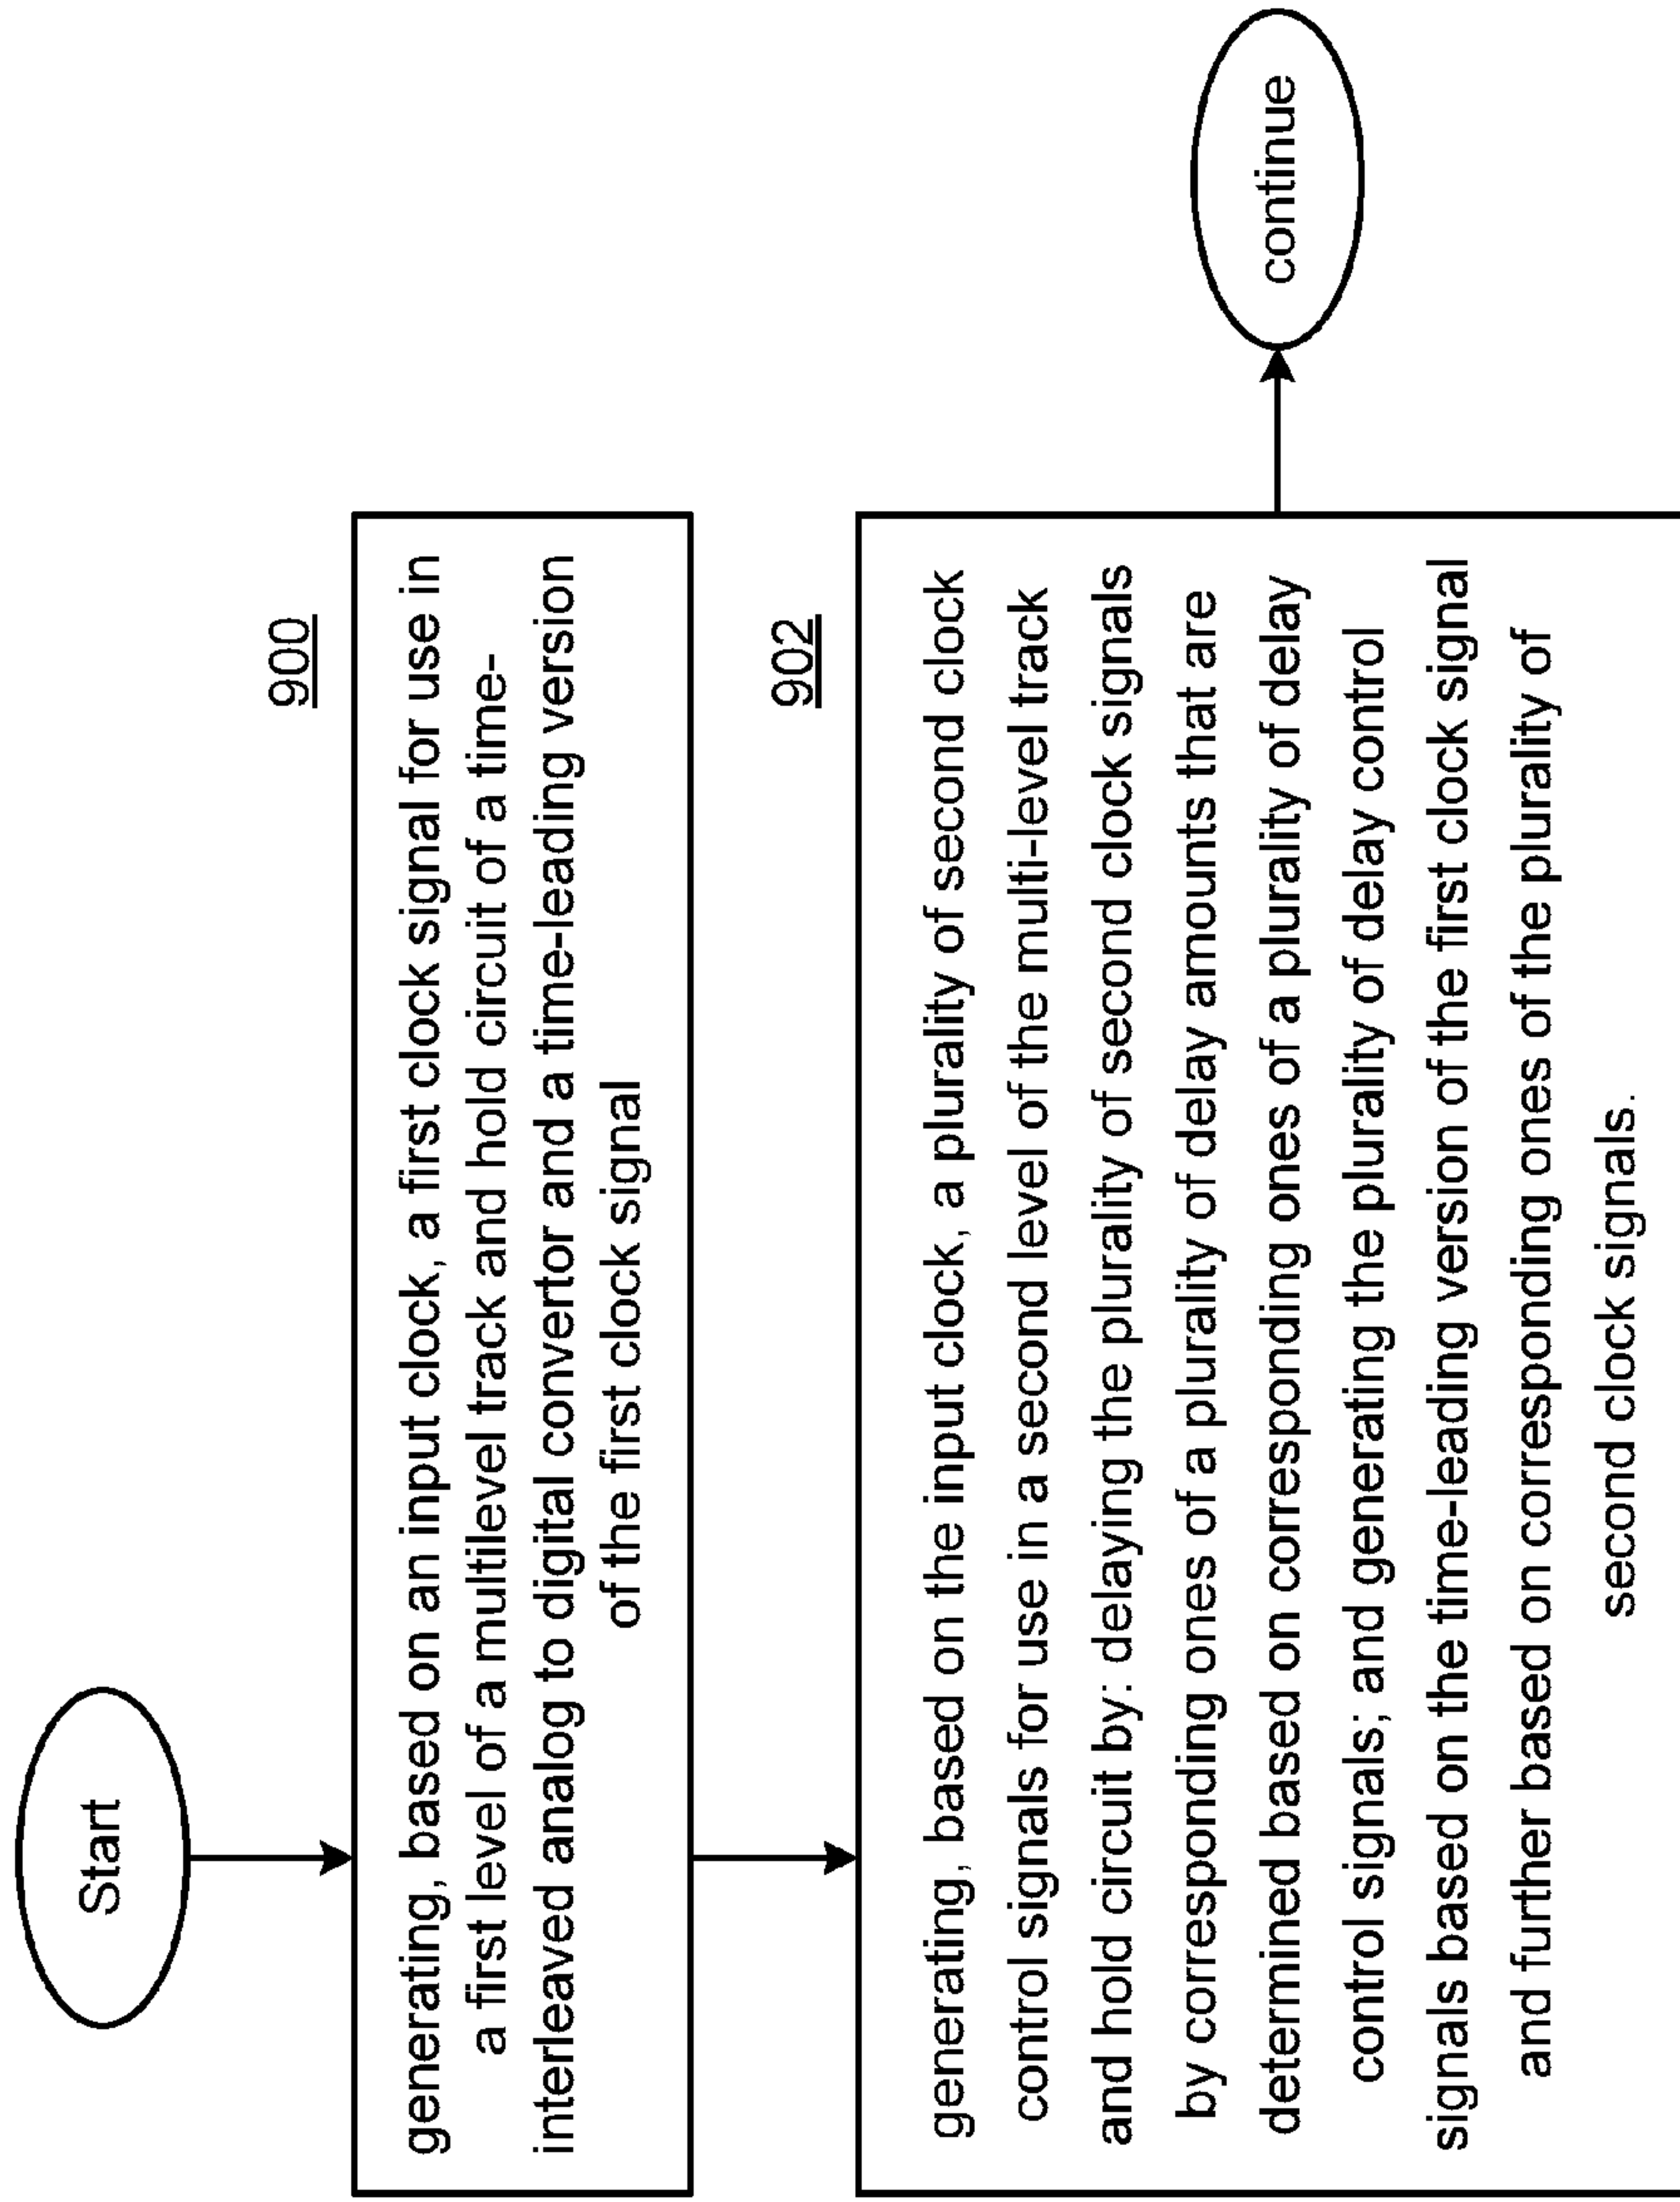 Start
900
generating, based on an input clock, a first clock signal for use in
a first level of a multilevel track and hold circuit of a time-
interleaved analog to digital convertor and a time-leading version
of the first clock signal
902
generating, based on the input clock, a plurality of second clock
control signals for use in a second level of the multi-level track
and hold circuit by: delaying the plurality of second clock signals
by corresponding ones of a plurality of delay amounts that are
determined based on corresponding ones of a plurality of delay
control signals; and generating the plurality of delay control
signals based on the time-leading version of the first clock signal
and further based on corresponding ones of the plurality of
second clock signals.
continue